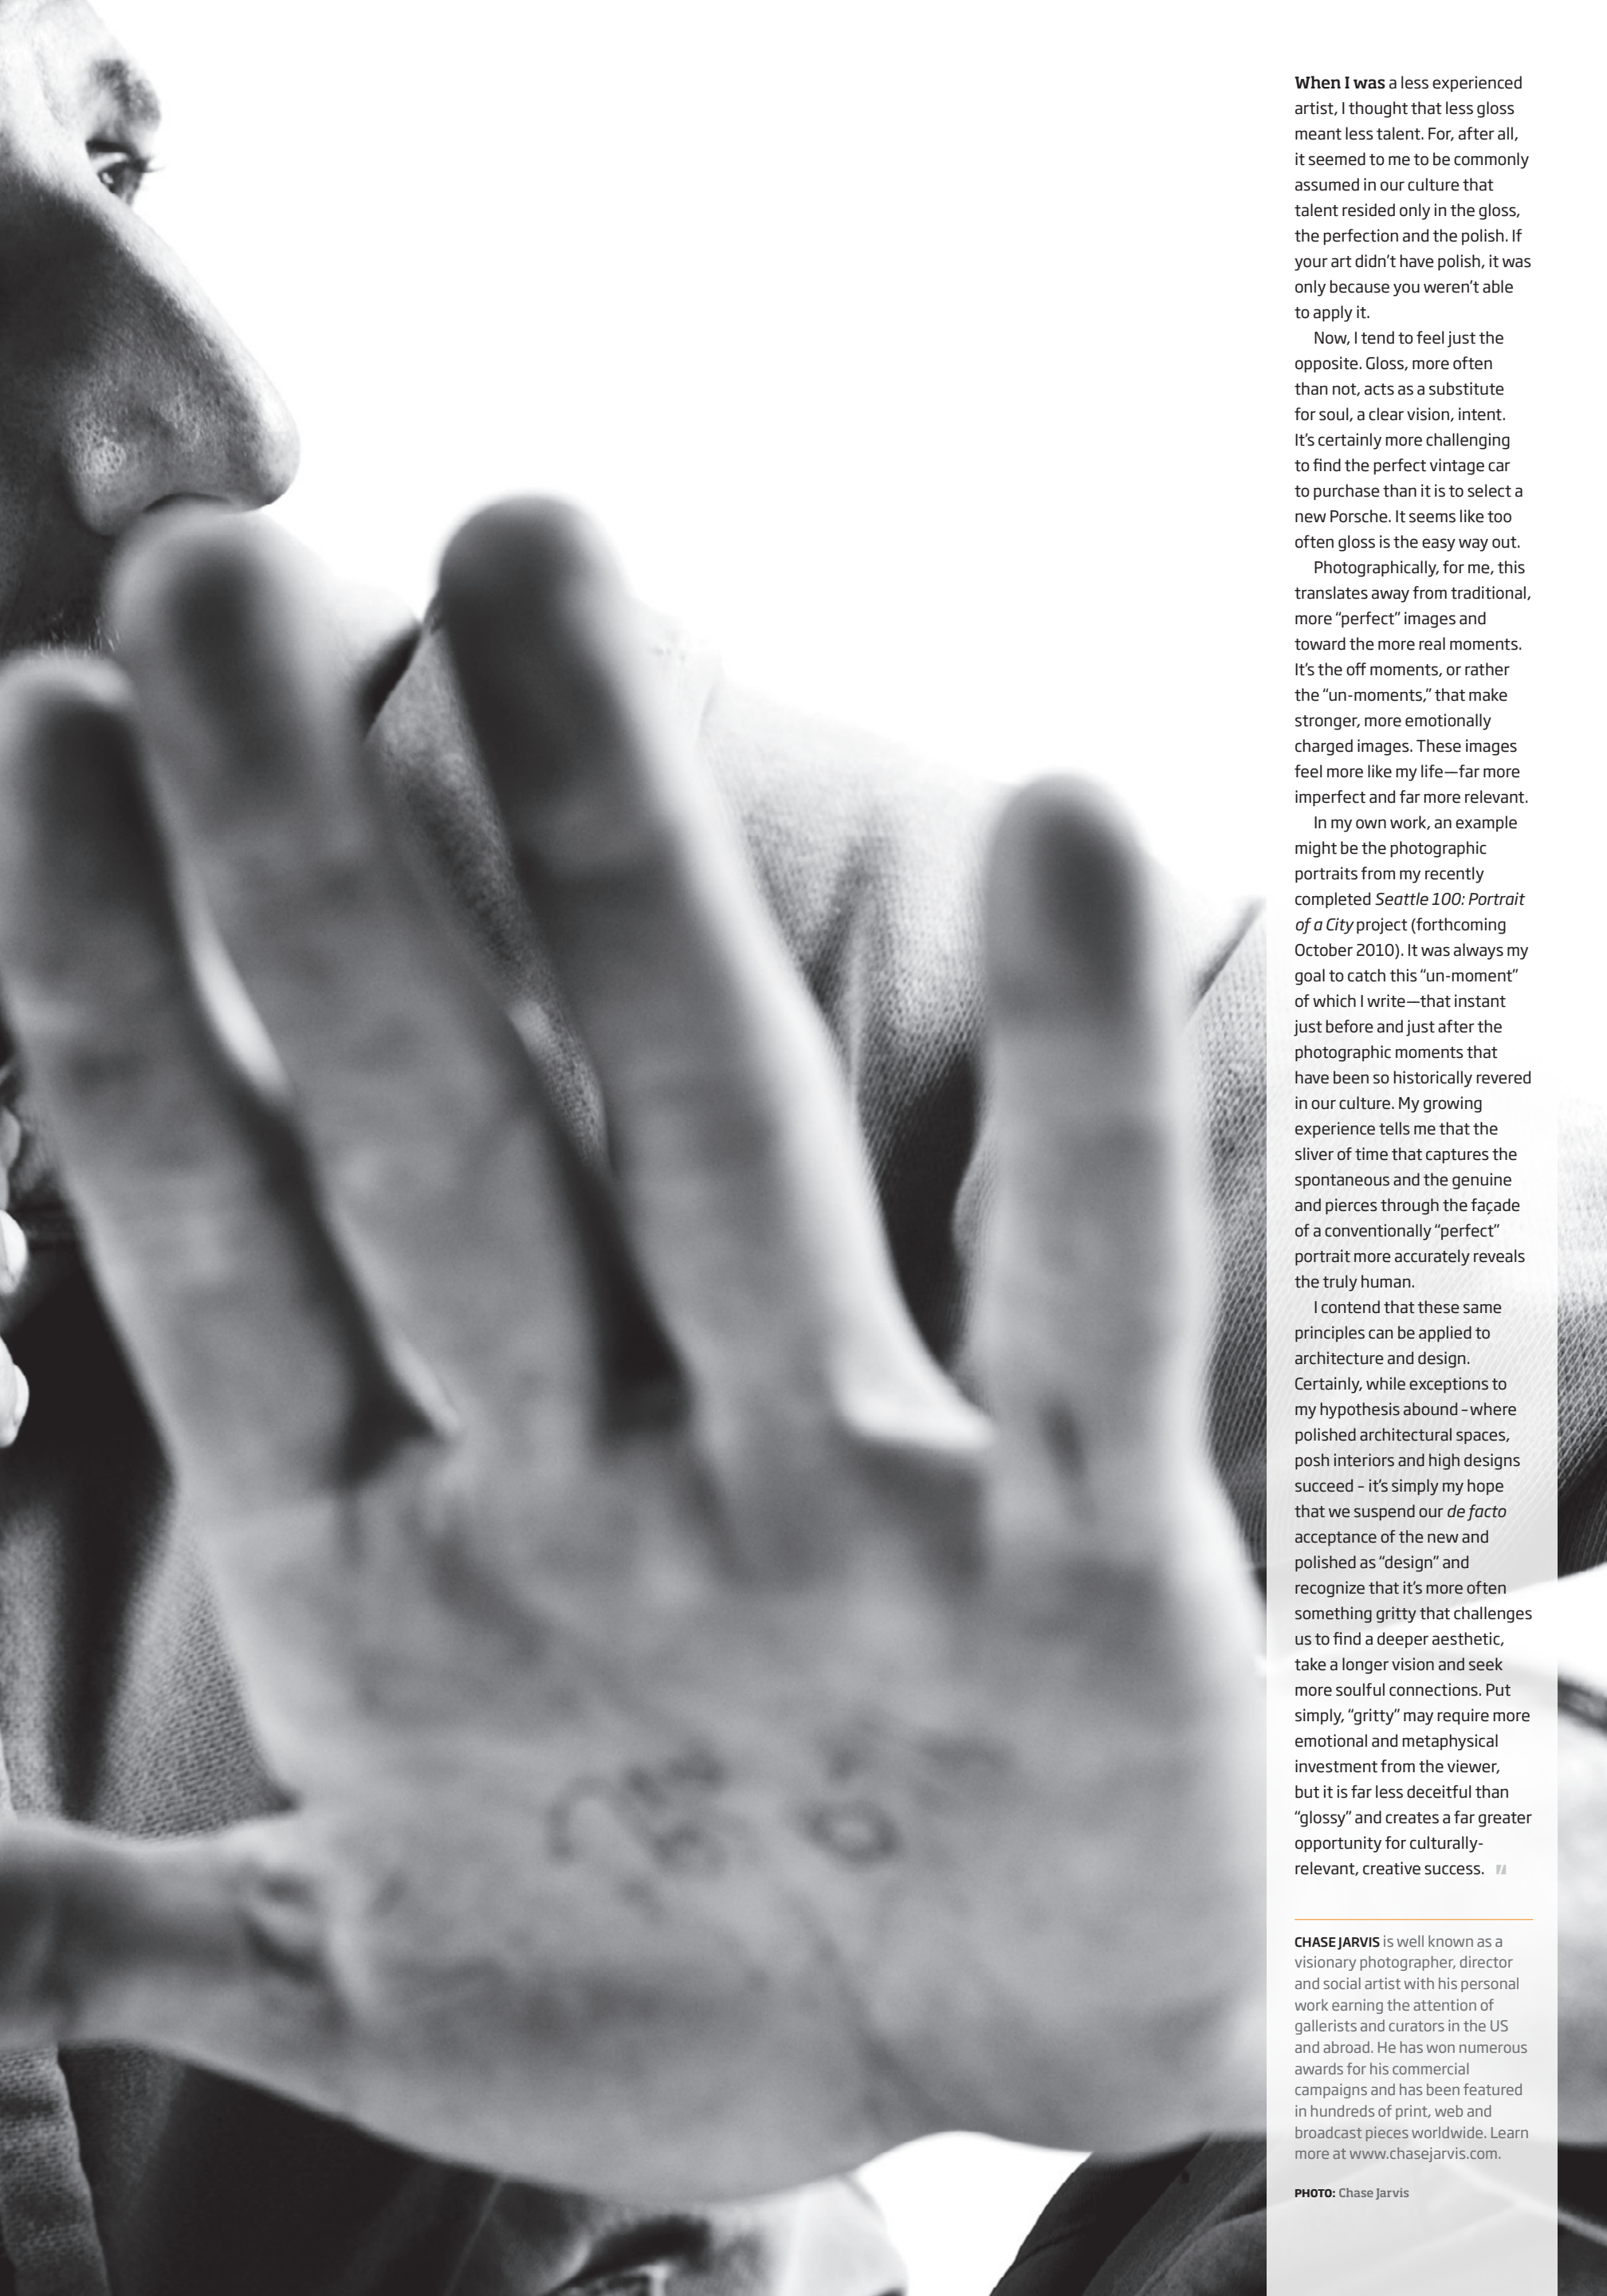 When I was a less experienced
artist, I thought that less gloss
meant less talent. For, after all,
it seemed to me to be commonly
assumed in our culture that
talent resided only in the gloss,
the perfection and the polish. If
your art didn’t have polish, it was
only because you weren’t able
to apply it.
Now, I tend to feel just the
opposite. Gloss, more often
than not, acts as a substitute
for soul, a clear vision, intent.
It’s certainly more challenging
to find the perfect vintage car
to purchase than it is to select a
new Porsche. It seems like too
often gloss is the easy way out.
Photographically, for me, this
translates away from traditional,
more “perfect” images and
toward the more real moments.
It’s the off moments, or rather
the “un-moments,” that make
stronger, more emotionally
charged images. These images
feel more like my life—far more
imperfect and far more relevant.
In my own work, an example
might be the photographic
portraits from my recently
completed Seattle 100: Portrait
of a City project (forthcoming
October 2010). It was always my
goal to catch this “un-moment”
of which I write—that instant
just before and just after the
photographic moments that
have been so historically revered
in our culture. My growing
experience tells me that the
sliver of time that captures the
spontaneous and the genuine
and pierces through the façade
of a conventionally “perfect”
portrait more accurately reveals
the truly human.
I contend that these same
principles can be applied to
architecture and design.
Certainly, while exceptions to
my hypothesis abound – where
polished architectural spaces,
posh interiors and high designs
succeed – it’s simply my hope
that we suspend our de facto
acceptance of the new and
polished as “design” and
recognize that it’s more often
something gritty that challenges
us to find a deeper aesthetic,
take a longer vision and seek
more soulful connections. Put
simply, “gritty” may require more
emotional and metaphysical
investment from the viewer,
but it is far less deceitful than
“glossy” and creates a far greater
opportunity for culturally-
relevant, creative success.
CHASE JARVIS is well known as a
visionary photographer, director
and social artist with his personal
work earning the attention of
gallerists and curators in the US
and abroad. He has won numerous
awards for his commercial
campaigns and has been featured
in hundreds of print, web and
broadcast pieces worldwide. Learn
more at www.chasejarvis.com.
PHOTO: Chase Jarvis